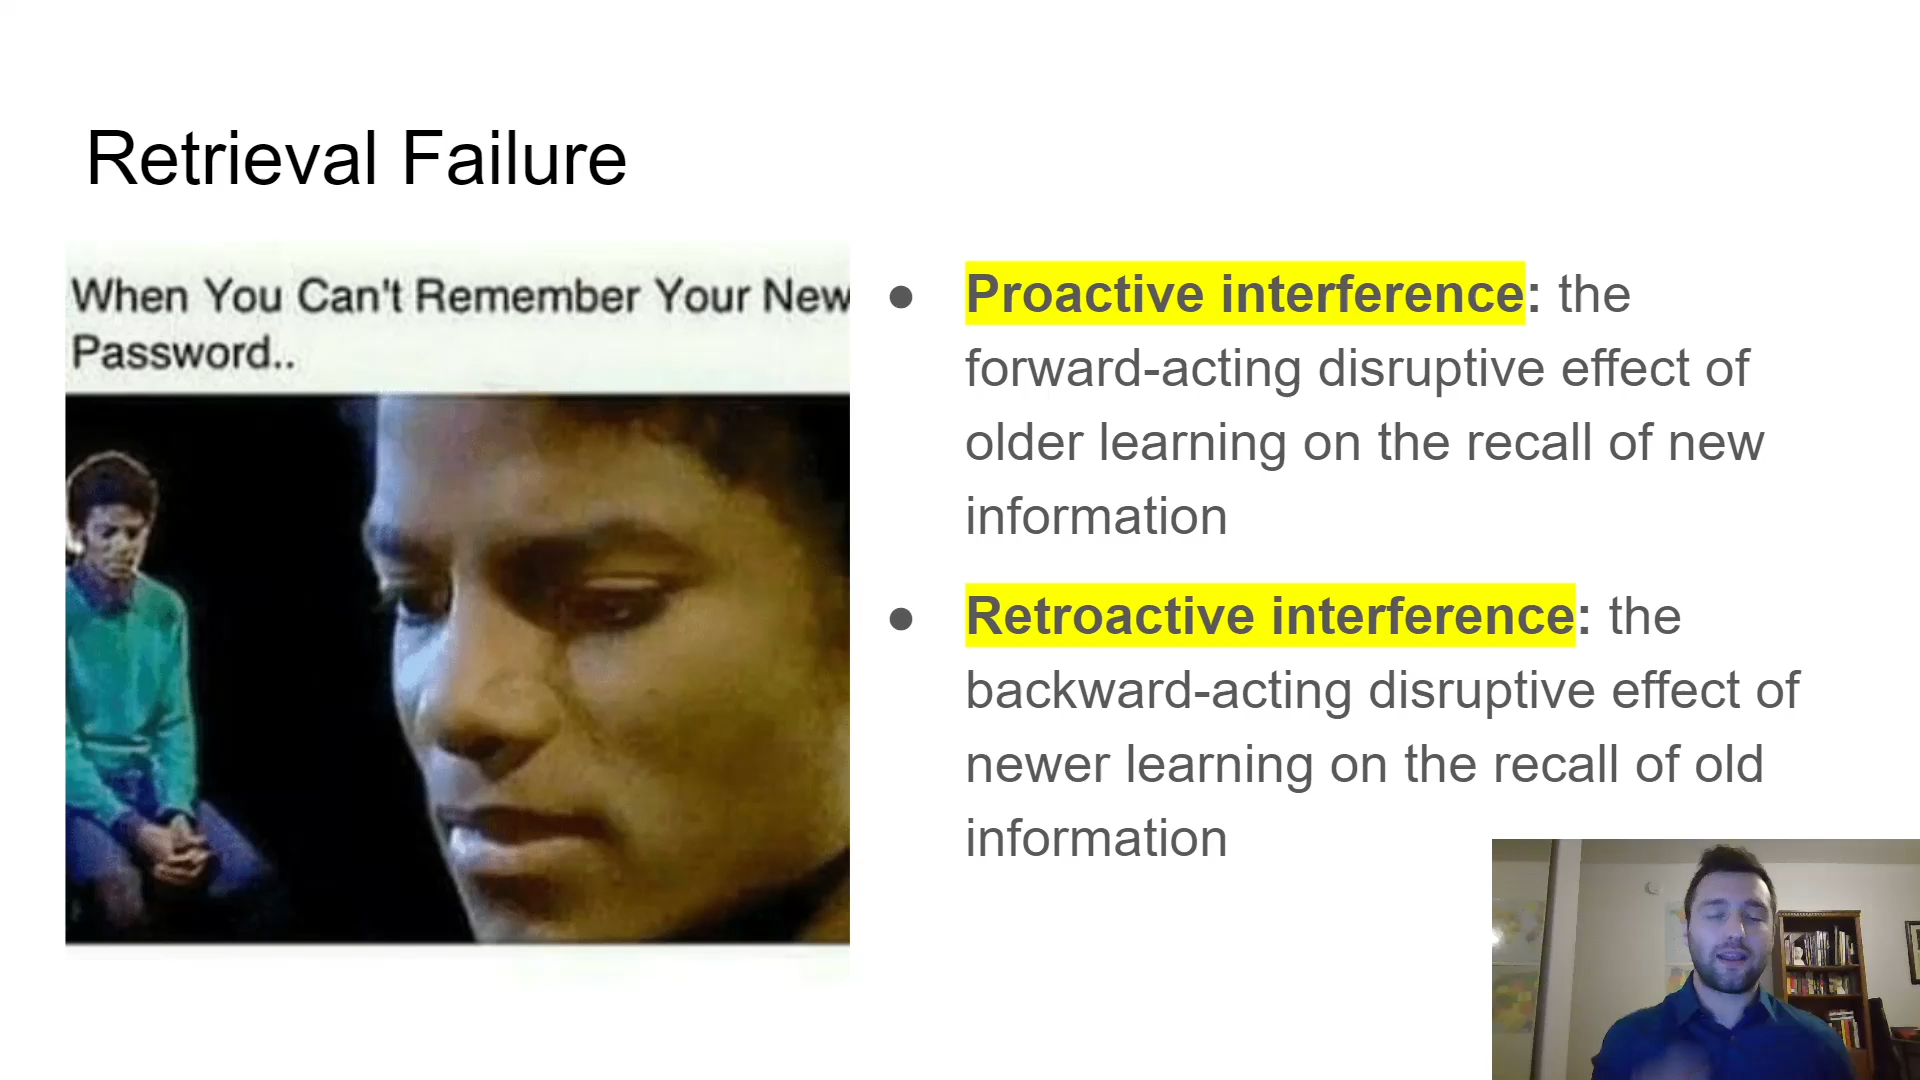 Retrieval Failure
When You Can't Remember Your New
Password..
● Proactive interference: the
forward-acting disruptive effect of
older learning on the recall of new
information
● Retroactive interference: the
backward-acting disruptive effect of
newer learning on the recall of old
information